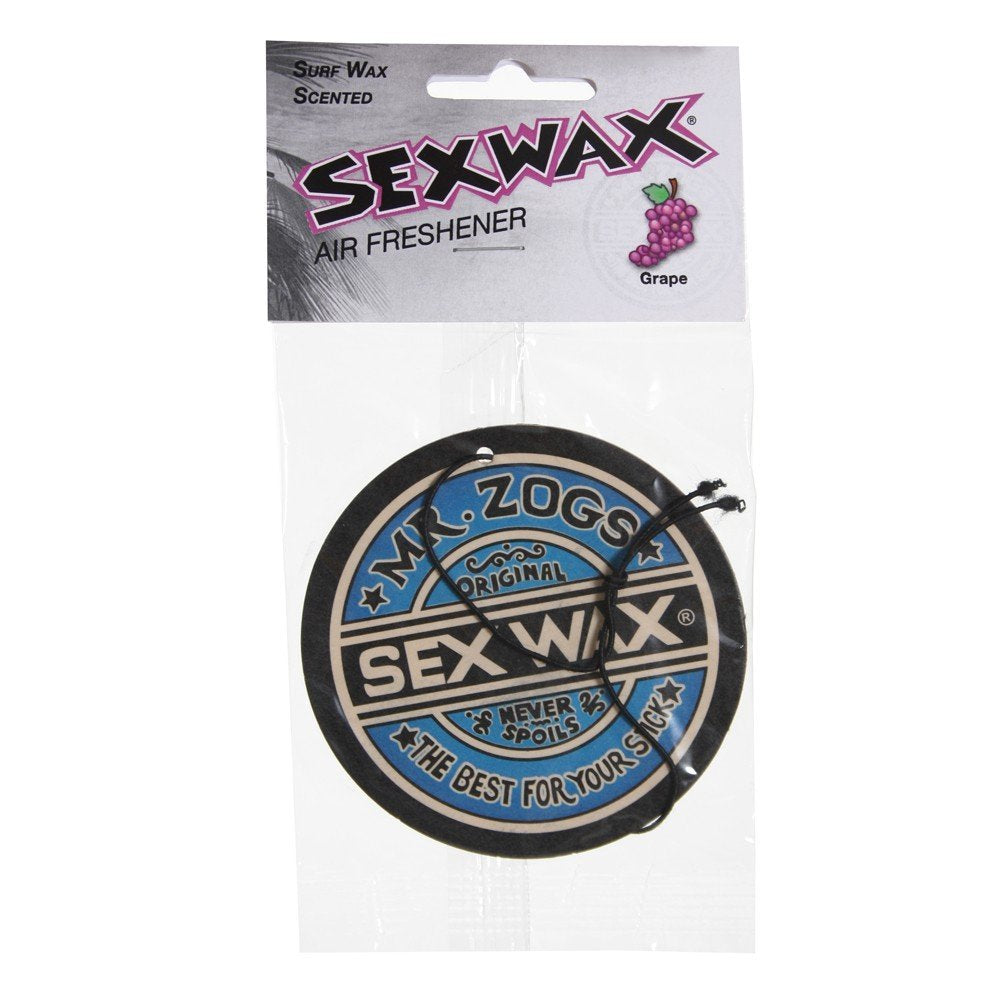 SURF WAX
SCENTED
SEXWAX®
AIR FRESHENER
Grape
MR. ZOGS
ORIGINAL
SEX WAX®
NEVER
SPOILS
THE BEST FOR YOUR STICK